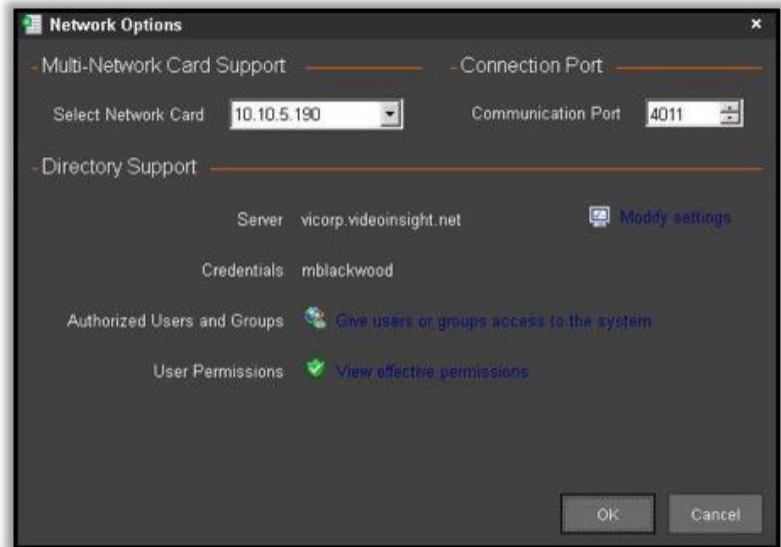 Network Options
Multi-Network Card Support
Connection Port
Select Network Card 10.10.5.190
Communication Port 4011
Directory Support
Server vicorp.videoinsight.net
Modify settings
Credentials mblackwood
Authorized Users and Groups Give users or groups access to the system
User Permissions View effective permissions
OK Cancel